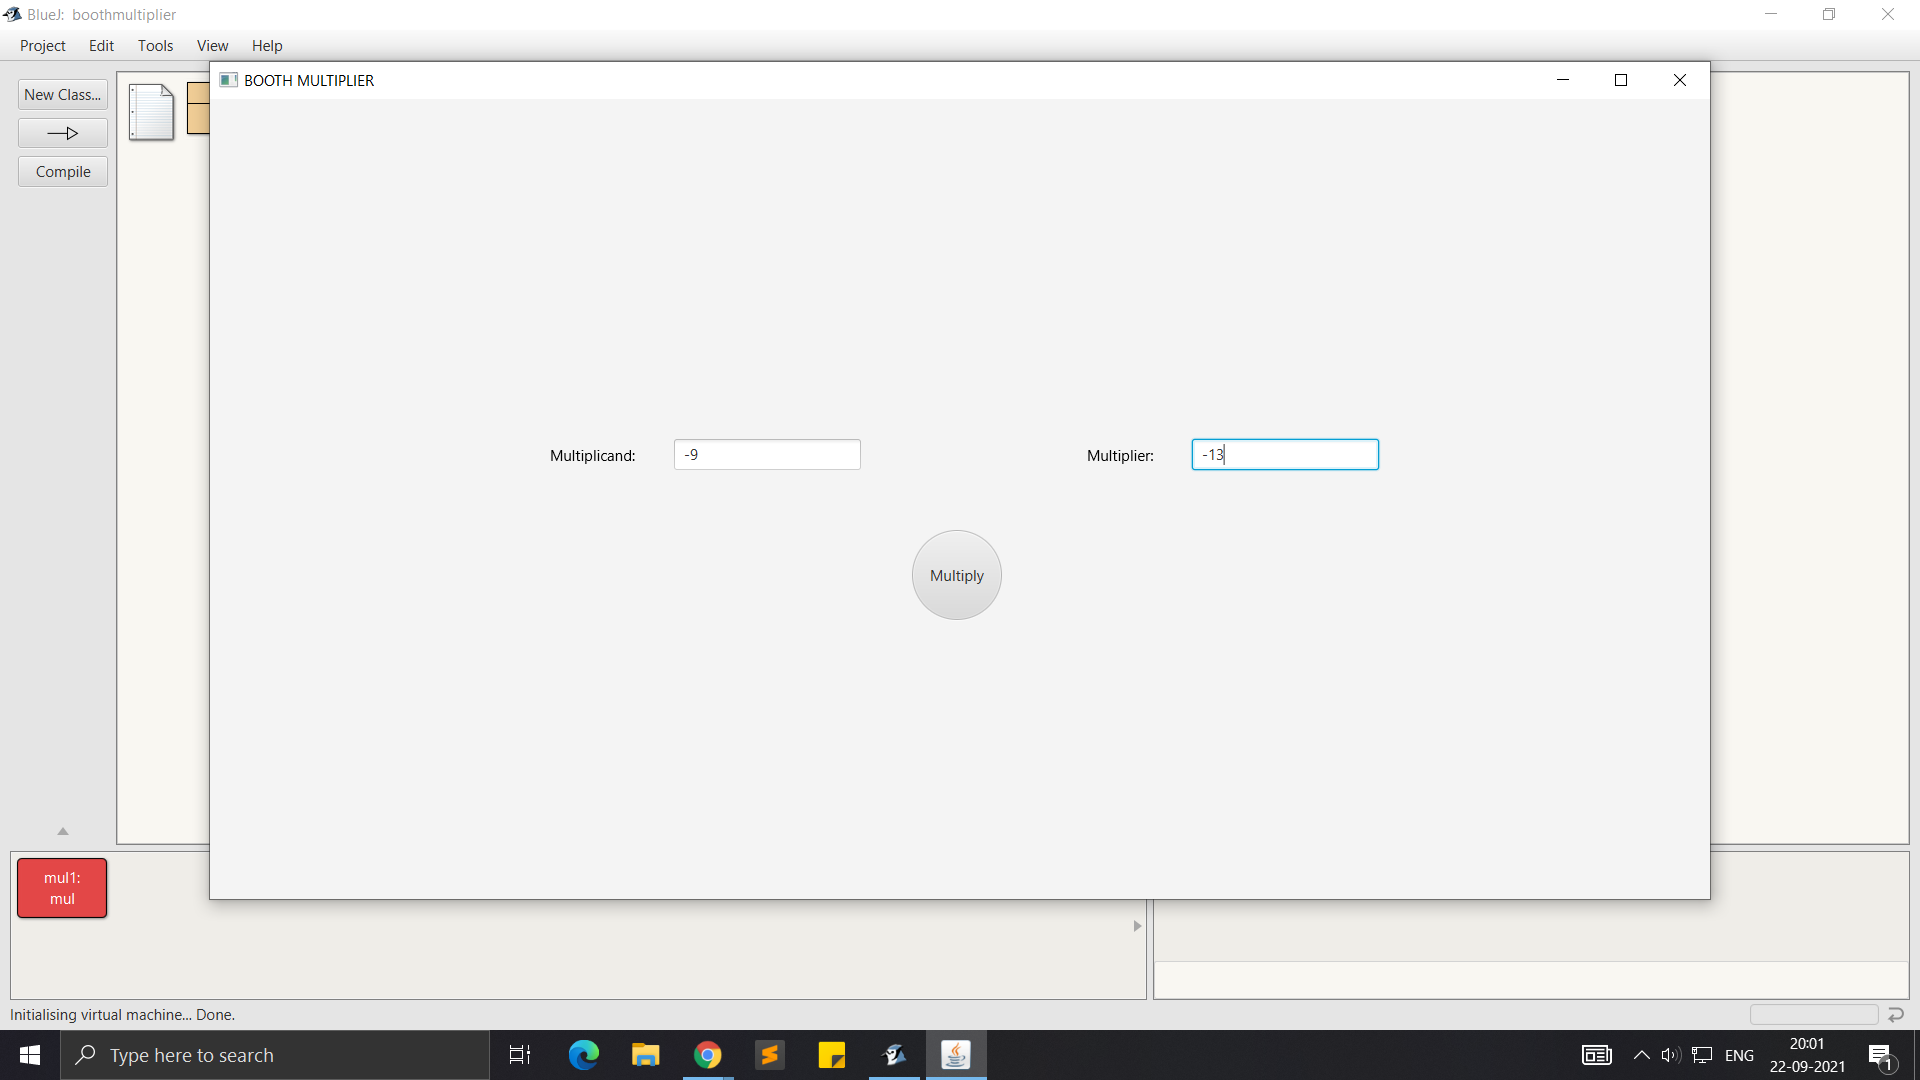 BlueJ: boothmultiplier
Project Edit Tools View Help
New Class...
Compile
BOOTH MULTIPLIER
Multiplicand: -9 Multiplier: -13
Multiply
mul1:
mul
Initialising virtual machine... Done.
Type here to search
ENG
20:01
22-09-2021
1